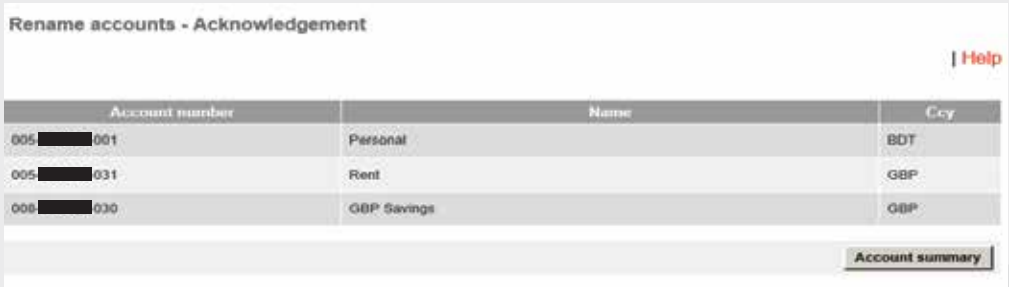 Rename accounts - Acknowledgement
| Help
Account number Name Ccy
005- -001 Personal BDT
005- -031 Rent GBP
008- -030 GBP Savings GBP
Account summary